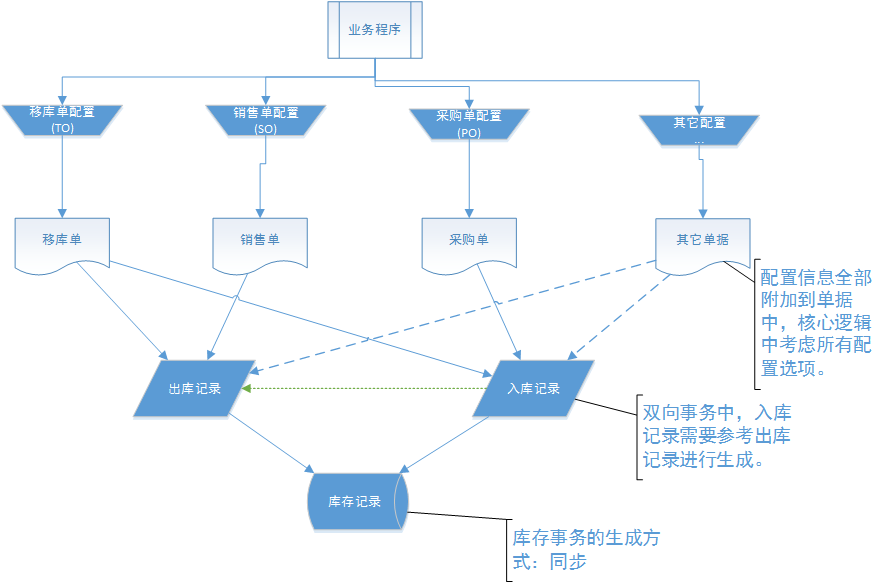 业务程序
移库单配置
(TO)
销售单配置
(SO)
采购单配置
(PO)
其它配置
...
移库单
销售单
采购单
其它单据
配置信息全部
附加到单据
中，核心逻辑
中考虑所有配
置选项。
出库记录
入库记录
双向事务中，入库
记录需要参考出库
记录进行生成。
库存记录
库存事务的生成方
式：同步